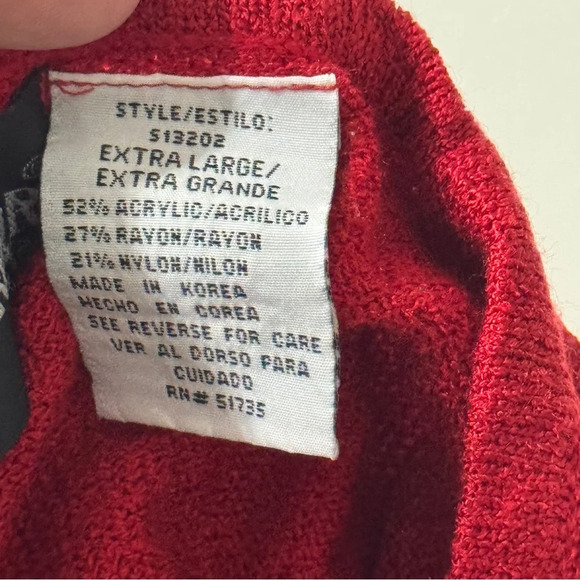 STYLE/ESTILO:
S13202
EXTRA LARGE/
EXTRA GRANDE
52% ACRYLIC/ACRILICO
27% RAYON/RAYON
21% NYLON/NILON
MADE IN KOREA
HECHO EN COREA
SEE REVERSE FOR CARE
VER AL DORSO PARA
CUIDADO
RN# 51735